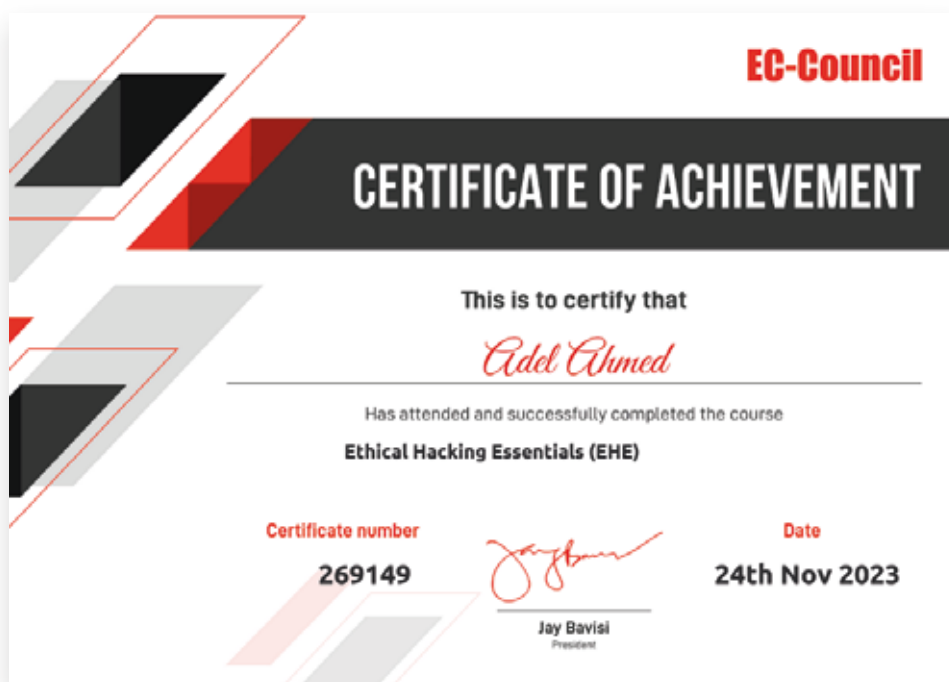 EC-Council
CERTIFICATE OF ACHIEVEMENT
This is to certify that
Adel Ahmed
Has attended and successfully completed the course
Ethical Hacking Essentials (EHE)
Certificate number
Date
269149
24th Nov 2023
Jay Bavisi
President